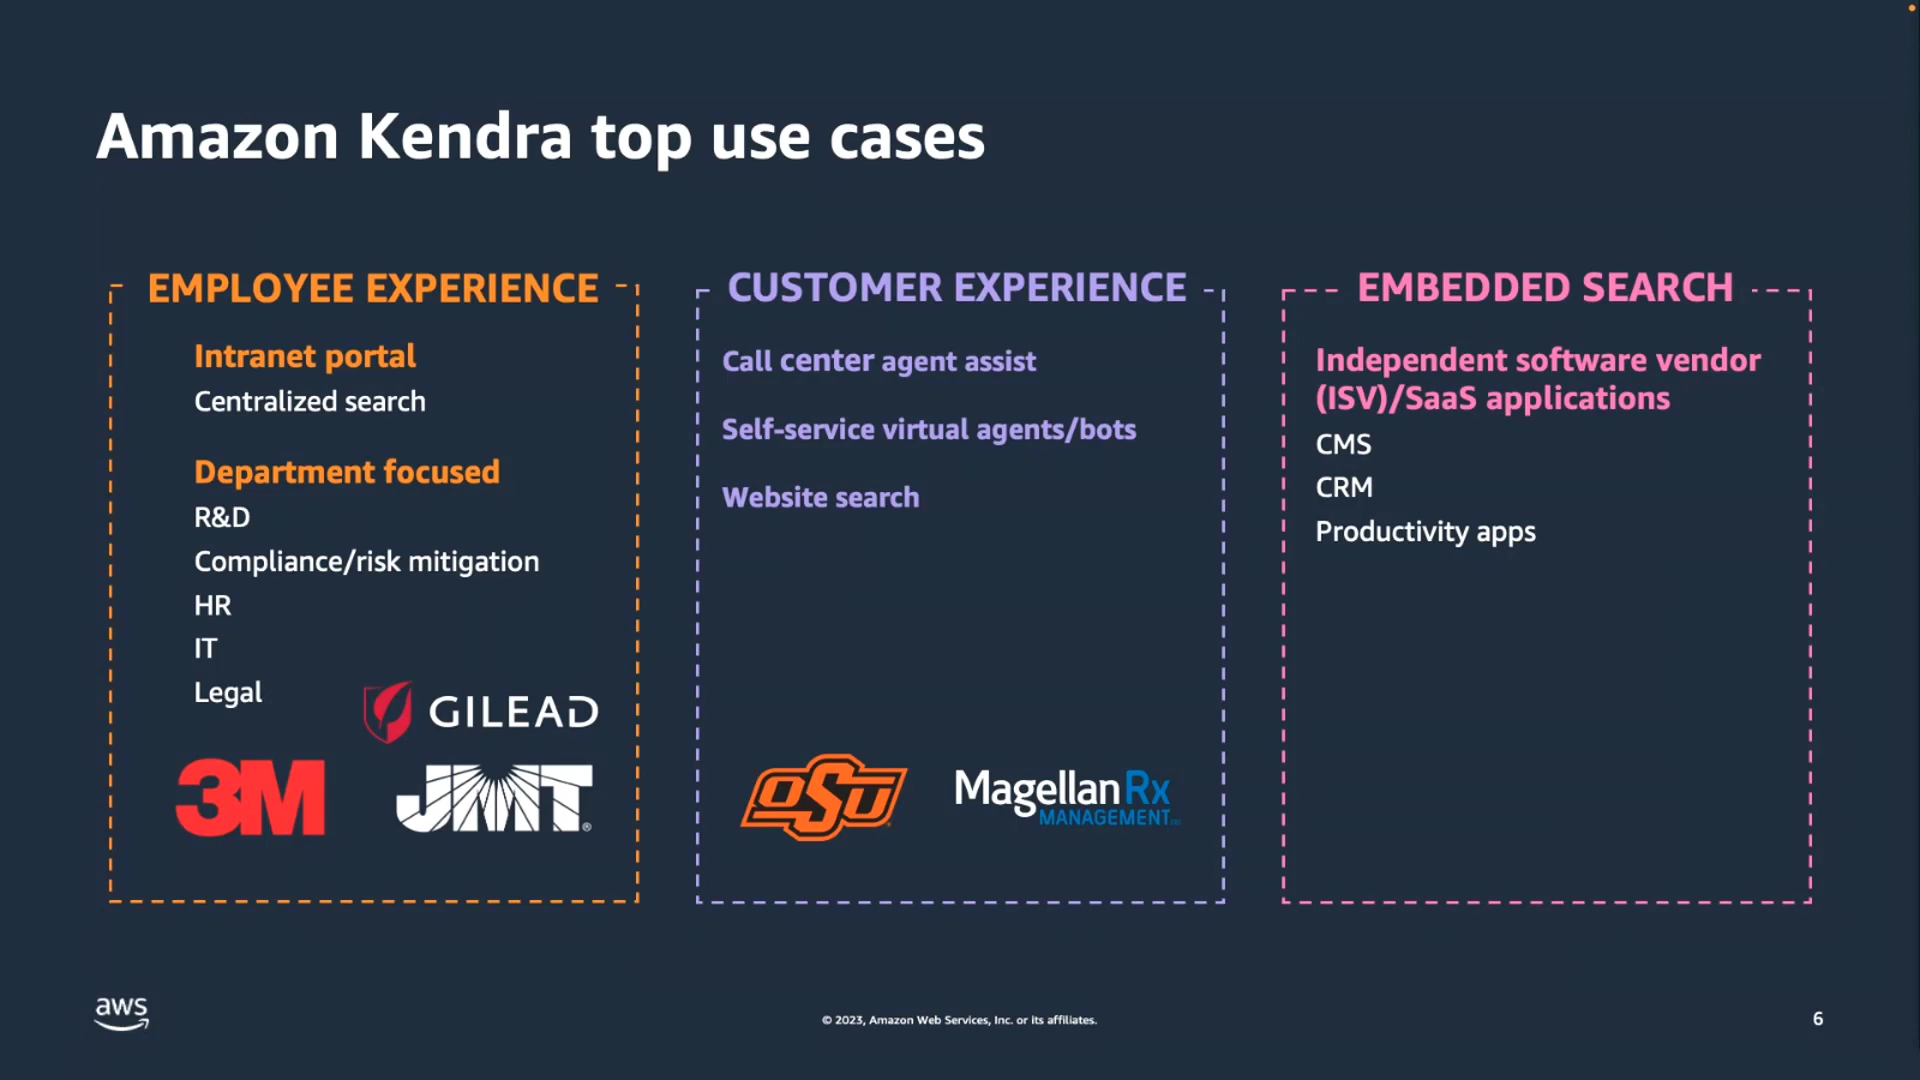 Amazon Kendra top use cases
EMPLOYEE EXPERIENCE
Intranet portal
Centralized search
Department focused
R&D
Compliance/risk mitigation
HR
IT
Legal
GILEAD
3M
JMT®
CUSTOMER EXPERIENCE
Call center agent assist
Self-service virtual agents/bots
Website search
OSU
MagellanRx
MANAGEMENT
EMBEDDED SEARCH
Independent software vendor
(ISV)/SaaS applications
CMS
CRM
Productivity apps
aws
© 2023, Amazon Web Services, Inc. or its affiliates.
6